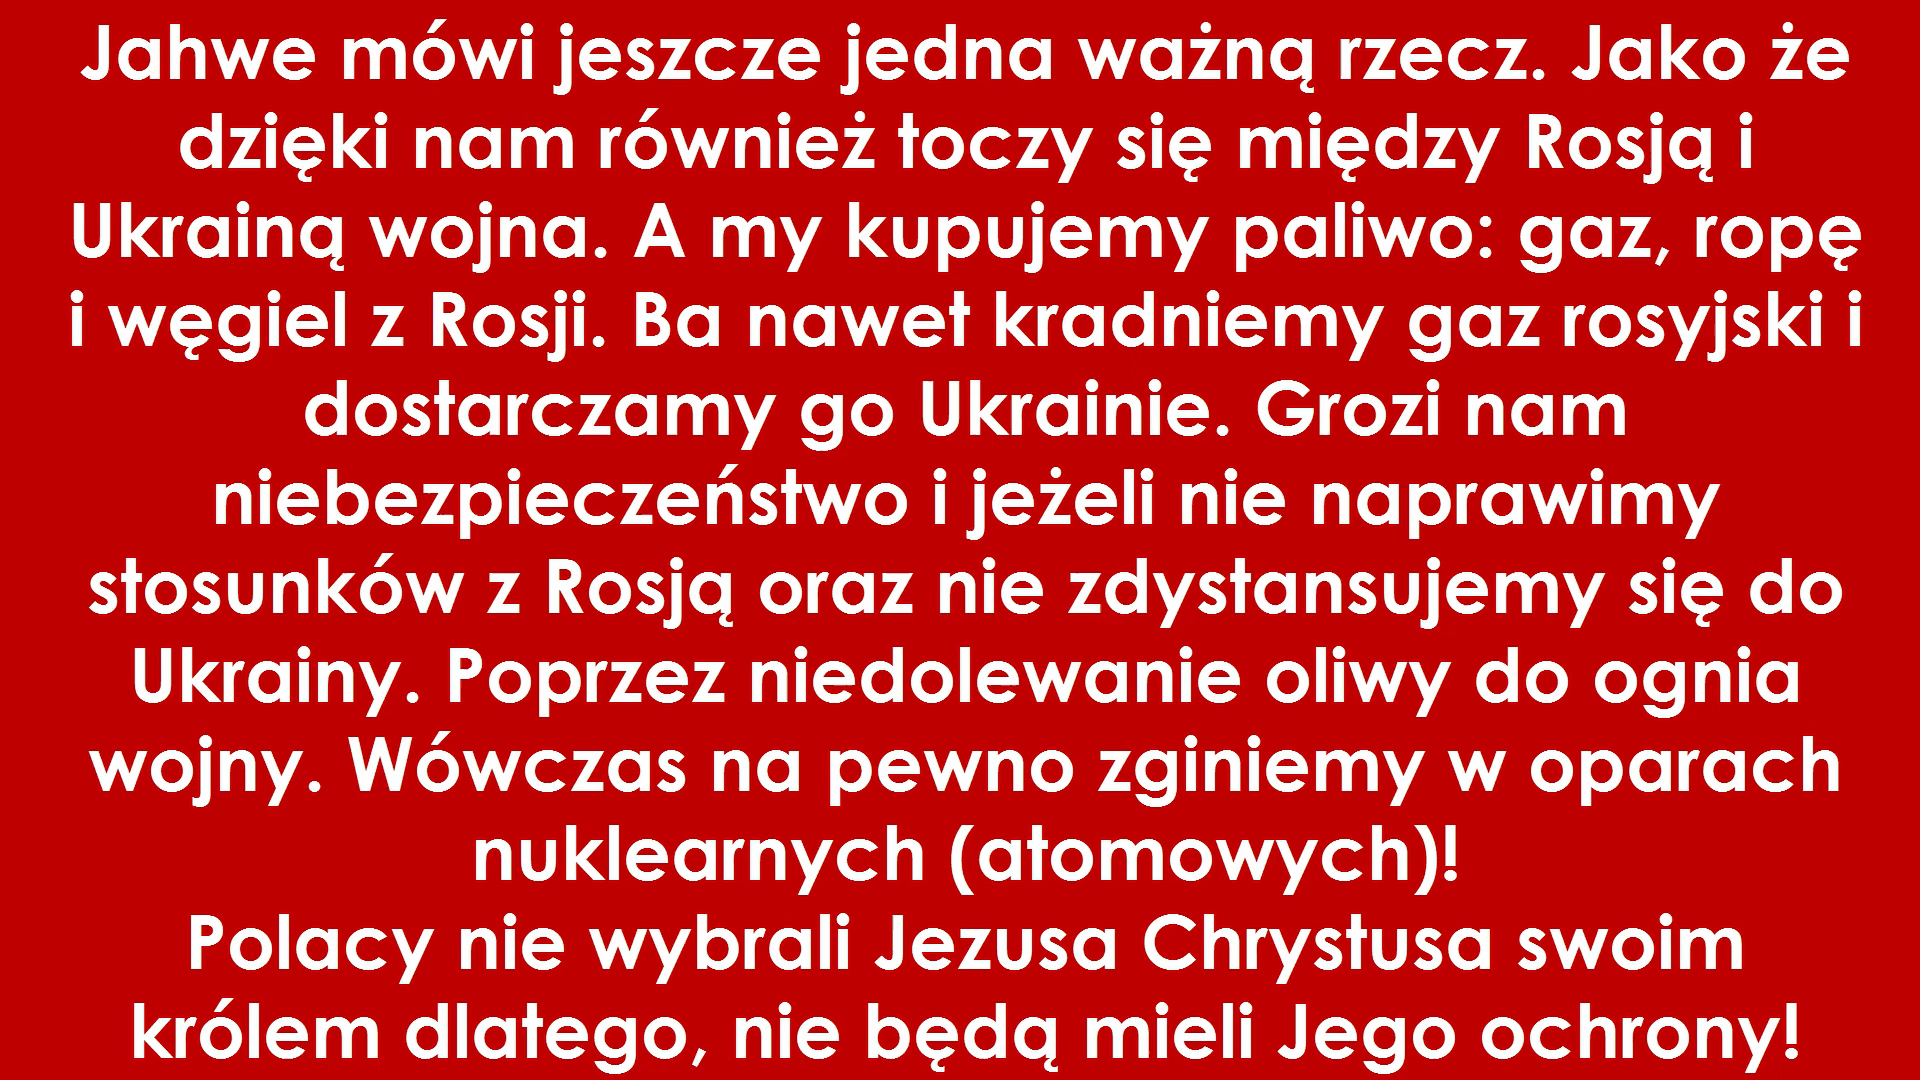 Jahwe mówi jeszcze jedna ważną rzecz. Jako że
dzięki nam również toczy się między Rosją i
Ukrainą wojna. A my kupujemy paliwo: gaz, ropę
i węgiel z Rosji. Ba nawet kradniemy gaz rosyjski i
dostarczamy go Ukrainie. Grozi nam
niebezpieczeństwo i jeżeli nie naprawimy
stosunków z Rosją oraz nie zdystansujemy się do
Ukrainy. Poprzez niedolewanie oliwy do ognia
wojny. Wówczas na pewno zginiemy w oparach
nuklearnych (atomowych)!
Polacy nie wybrali Jezusa Chrystusa swoim
królem dlatego, nie będą mieli Jego ochrony!